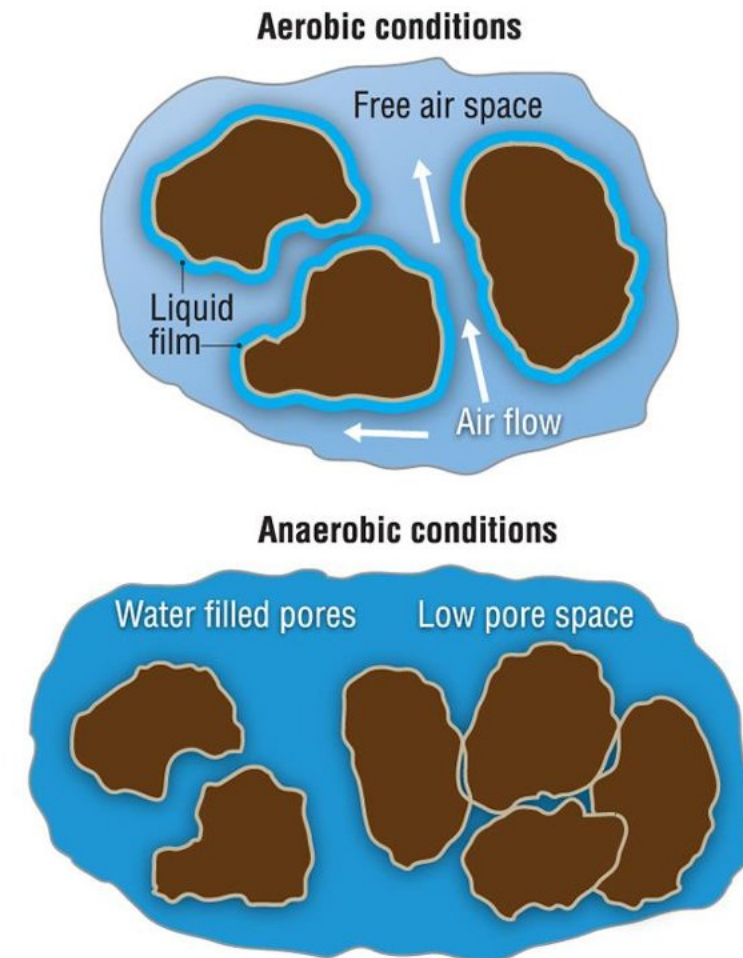 Aerobic conditions
Free air space
Liquid
film
Air flow
Anaerobic conditions
Water filled pores
Low pore space